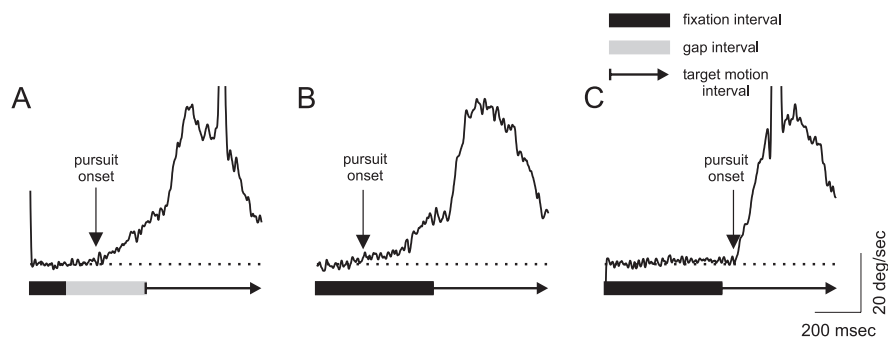 fixation interval
gap interval
target motion
interval
A
B
C
pursuit
onset
pursuit
onset
pursuit
onset
20 deg/sec
200 msec